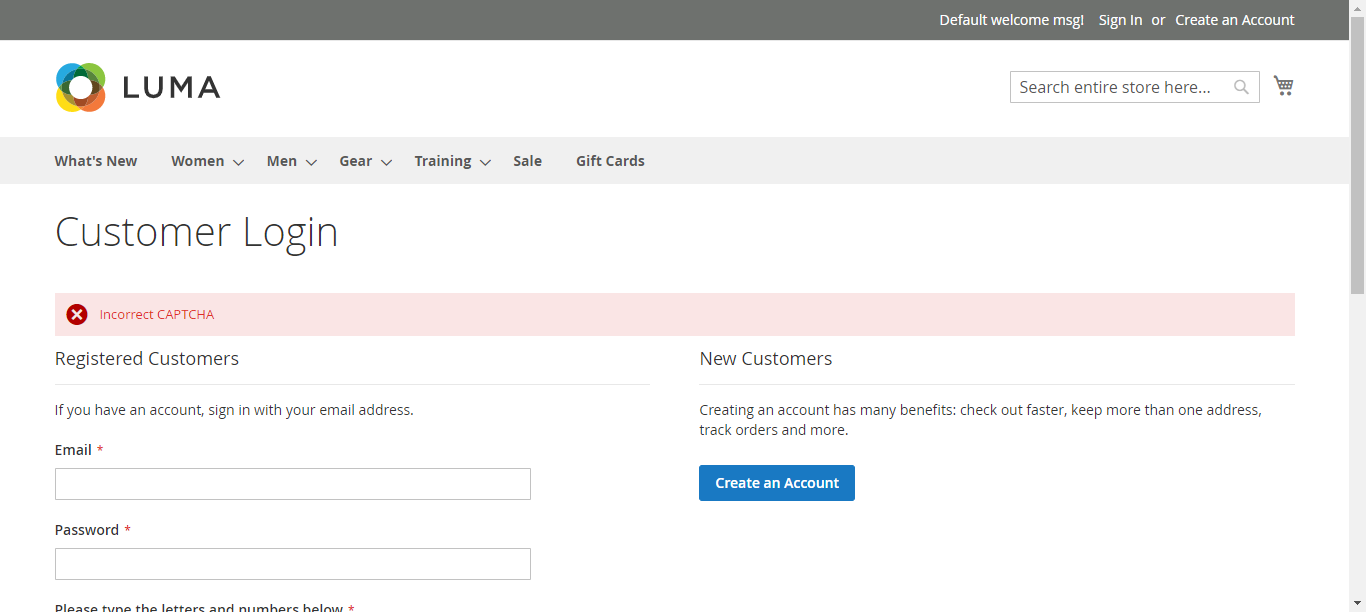 Default welcome msg! Sign In or Create an Account
LUMA
Search entire store here...
What's New Women Men Gear Training Sale Gift Cards
Customer Login
Incorrect CAPTCHA
Registered Customers
If you have an account, sign in with your email address.
Email *
Password *
Please type the letters and numbers below *
New Customers
Creating an account has many benefits: check out faster, keep more than one address,
track orders and more.
Create an Account